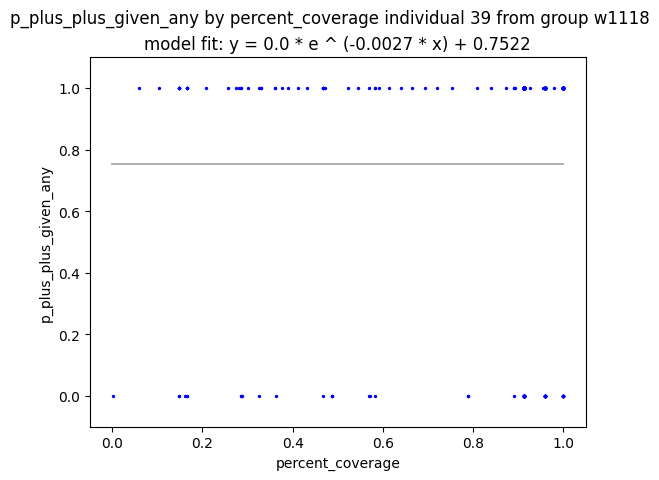 p_plus_plus_given_any by percent_coverage individual 39 from group w1118
model fit: y = 0.0 * e ^ (-0.0027 * x) + 0.7522
p_plus_plus_given_any
1.0
0.8
0.6
0.4
0.2
0.0
0.0 0.2 0.4 0.6 0.8 1.0
percent_coverage